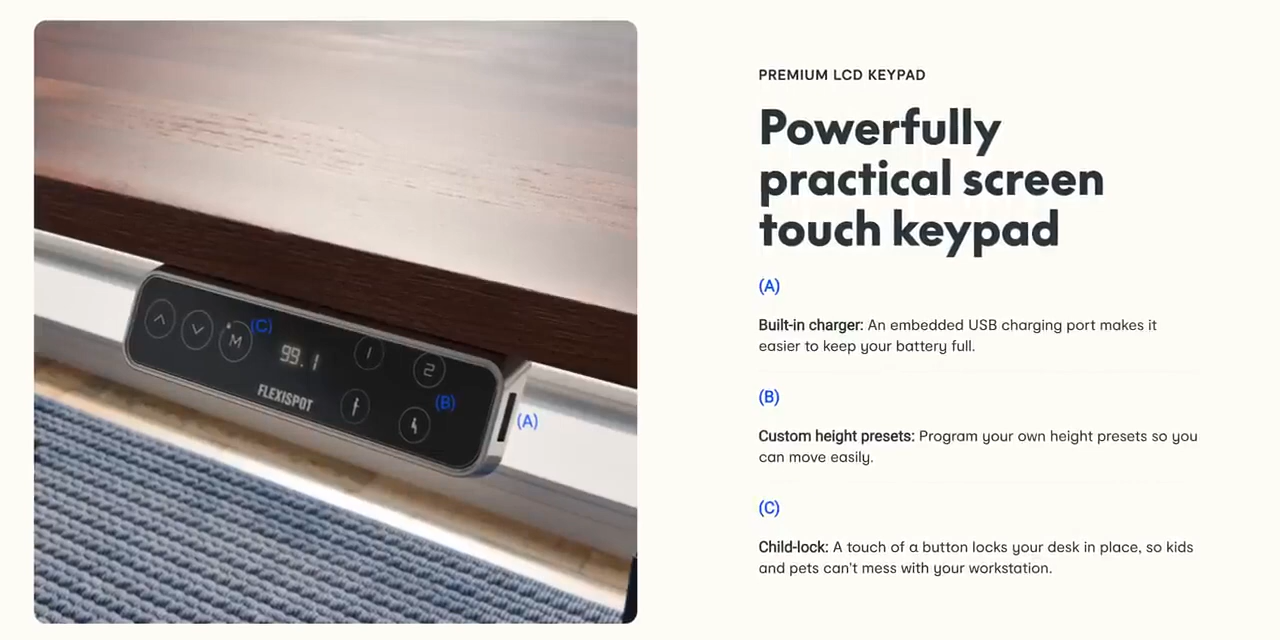 PREMIUM LCD KEYPAD
Powerfully
practical screen
touch keypad
(A)
Built-in charger: An embedded USB charging port makes it
easier to keep your battery full.
(B)
Custom height presets: Program your own height presets so you
can move easily.
(C)
Child-lock: A touch of a button locks your desk in place, so kids
and pets can't mess with your workstation.
M
(C)
99.1
1
2
FLEXISPOT
(B)
(A)